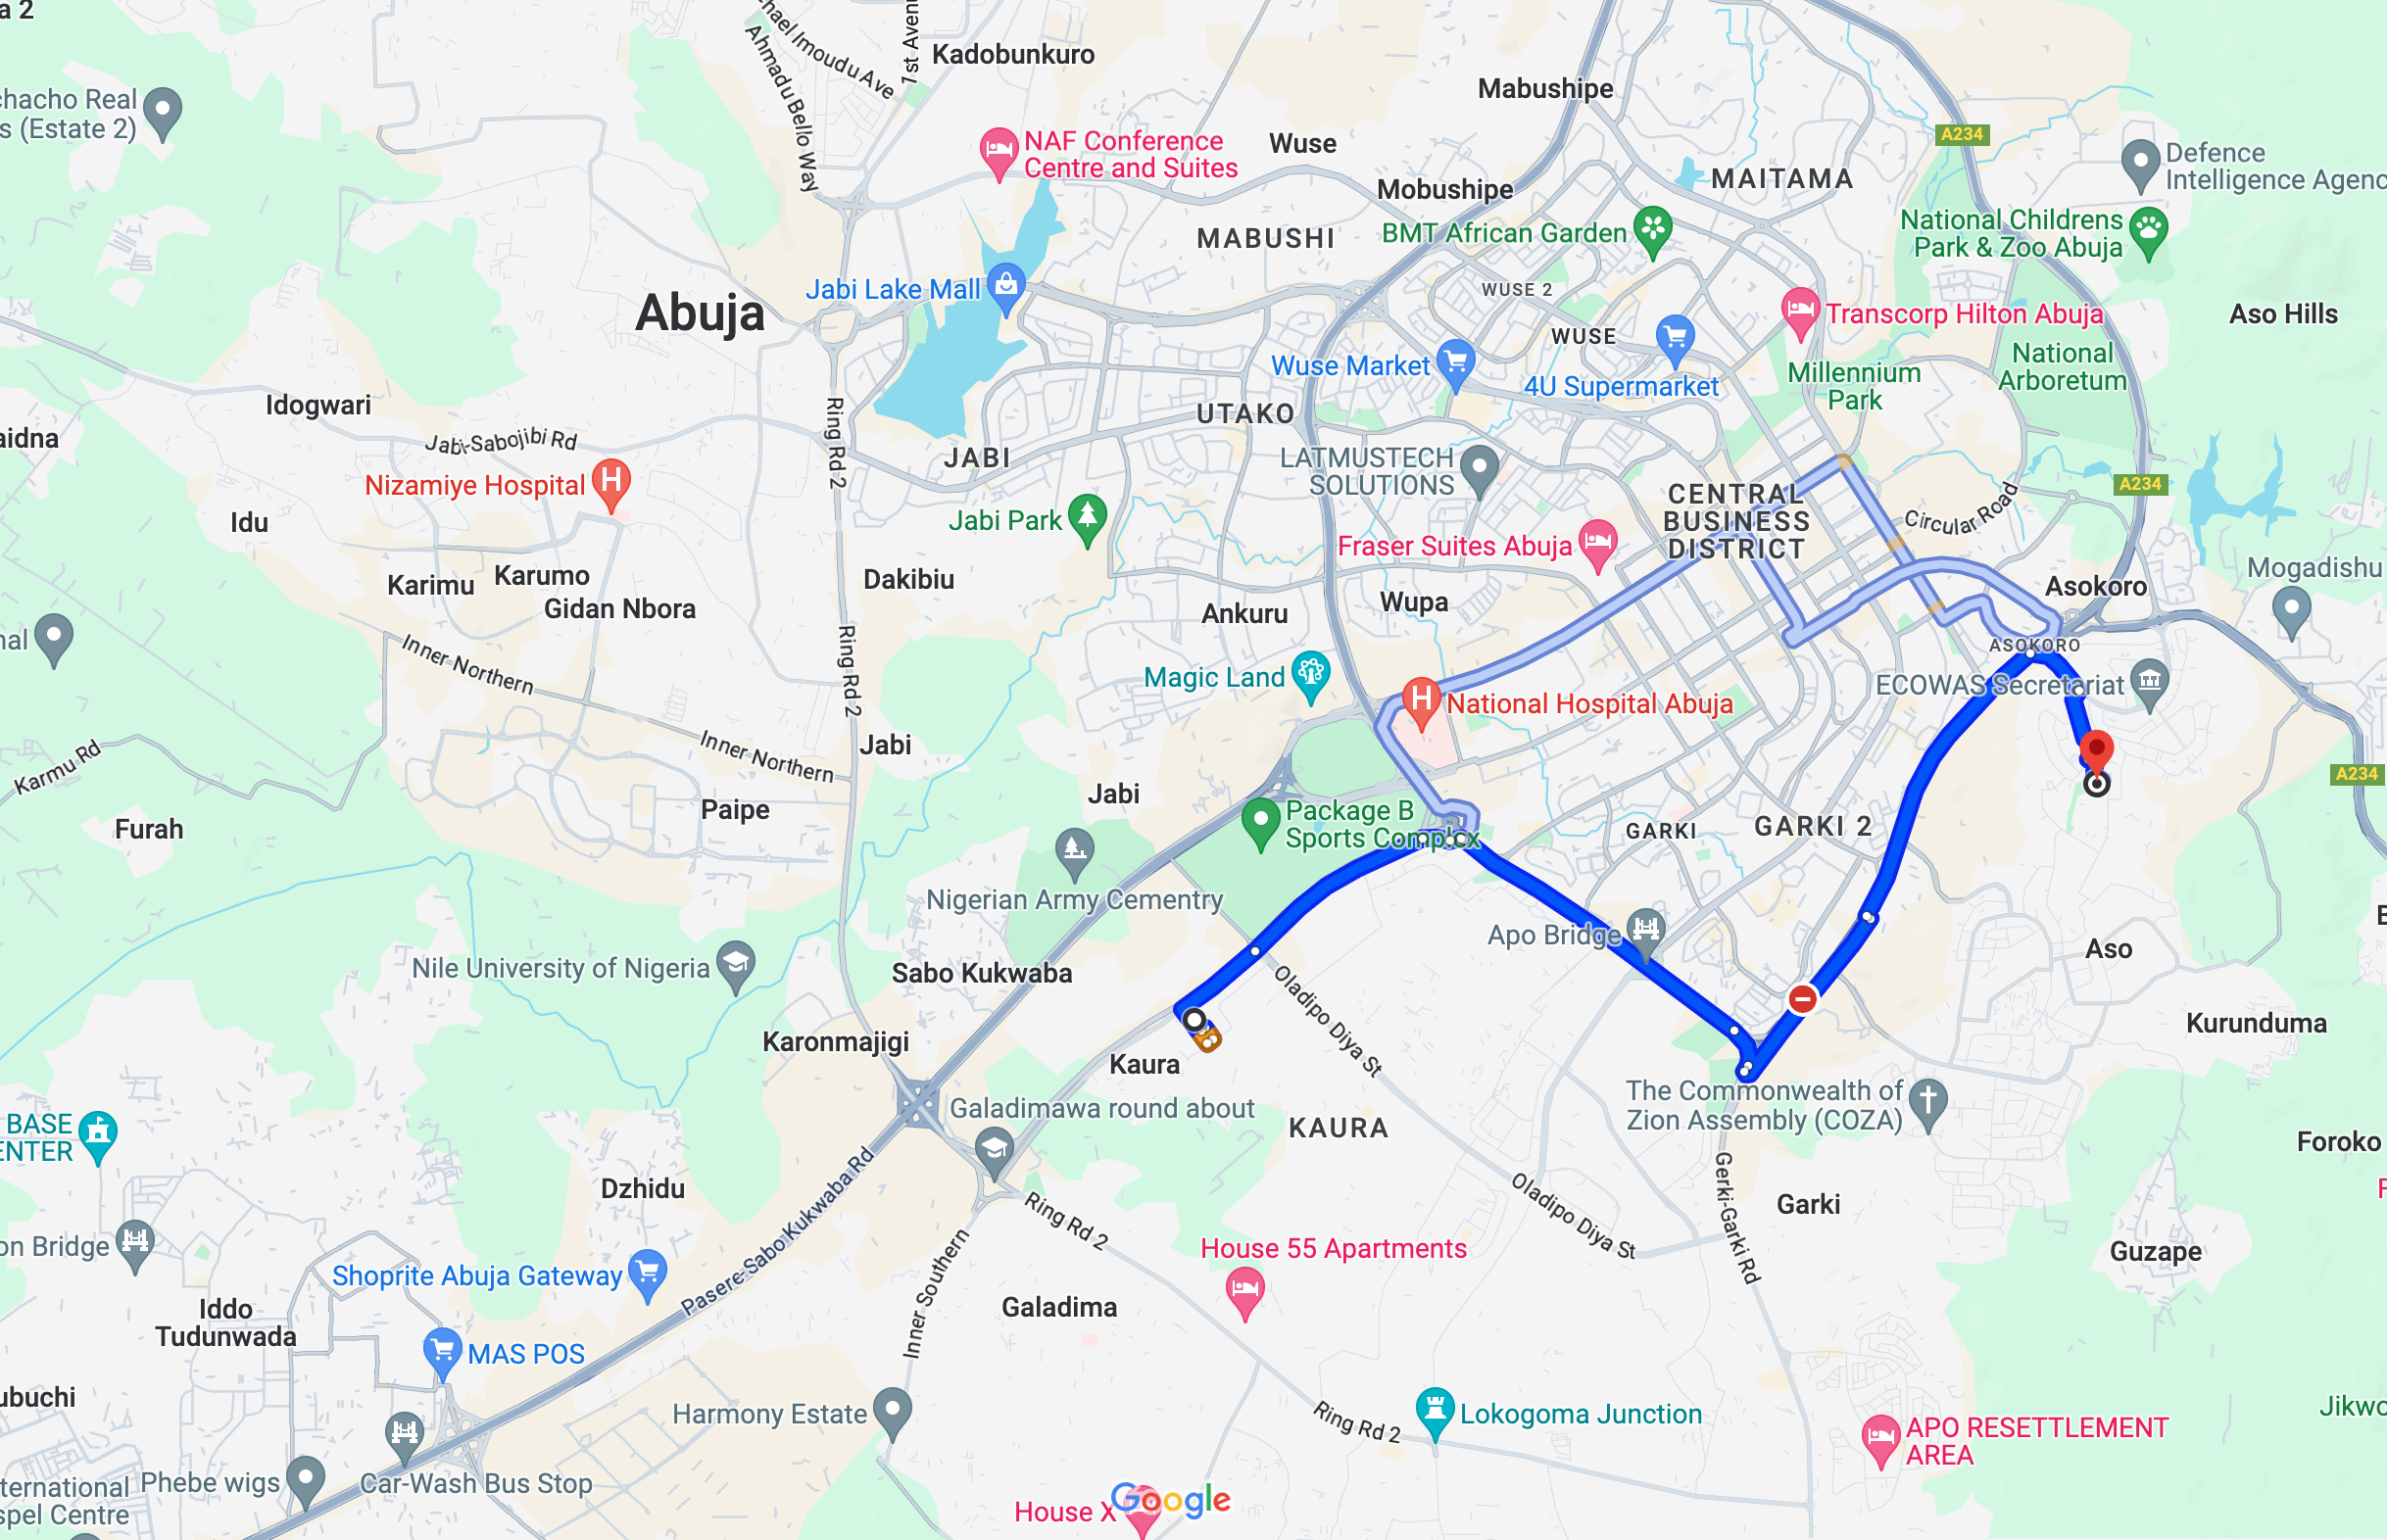 a 2
Kadobunkuro
chael Imoudu Ave
1st Avenu
Ahmadu Bello Way
Mabushipe
chacho Real
s (Estate 2)
NAF Conference
Centre and Suites
Wuse
A234
Defence
Intelligence Agenc
MAITAMA
Mobushipe
BMT African Garden
MABUSHI
National Childrens
Park & Zoo Abuja
Jabi Lake Mall
WUSE 2
Abuja
Transcorp Hilton Abuja
Aso Hills
WUSE
Wuse Market
4U Supermarket
Millennium
Park
National
Arboretum
Idogwari
Ring Rd 2
UTAKO
aidna
Jabi-Sabojibi Rd
JABI
LATMUSTECH
SOLUTIONS
Nizamiye Hospital
A234
CENTRAL
BUSINESS
DISTRICT
Circular Road
Idu
Jabi Park
Fraser Suites Abuja
Karimu
Karumo
Dakibiu
Asokoro
Mogadishu
Gidan Nbora
Ankuru
Wupa
nal
Inner Northern
Ring Rd 2
ASOKORO
Magic Land
ECOWAS Secretariat
National Hospital Abuja
Inner Northern
Jabi
Karmu Rd
A234
Jabi
Paipe
Package B
Sports Complex
Furah
GARKI
GARKI 2
Nigerian Army Cementry
Apo Bridge
Aso
Nile University of Nigeria
Sabo Kukwaba
Oladipo Diya St
Karonmajigi
Kaura
Kurunduma
The Commonwealth of
Zion Assembly (COZA)
Galadimawa round about
BASE
ENTER
KAURA
Foroko
Pasere-Sabo Kukwaba Rd
Dzhidu
Ring Rd 2
Oladipo Diya St
Gerki-Garki Rd
Garki
on Bridge
House 55 Apartments
Guzape
Shoprite Abuja Gateway
Inner Southern
Iddo
Tudunwada
Galadima
MAS POS
ubuchi
Harmony Estate
Ring Rd 2
Lokogoma Junction
Jikwo
APO RESETTLEMENT
AREA
ternational
spel Centre
Phebe wigs
Car-Wash Bus Stop
House X
Google